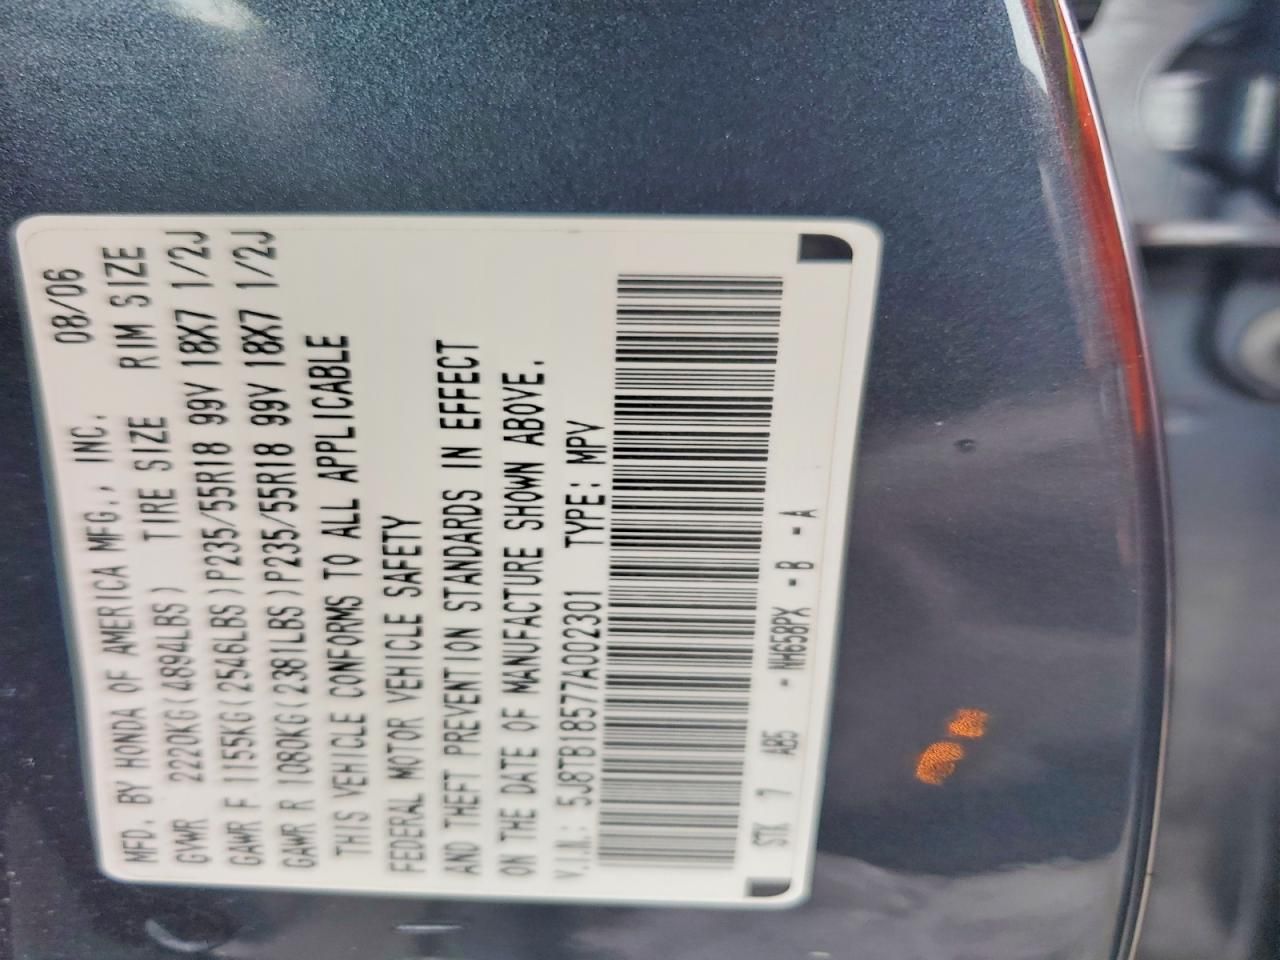 MFD. BY HONDA OF AMERICA MFG., INC. 08/06
GVWR 2220KG(4894LBS) TIRE SIZE RIM SIZE
GAWR F 1155KG(2546LBS)P235/55R18 99V 18X7 1/2J
GAWR R 1080KG(2381LBS)P235/55R18 99V 18X7 1/2J
THIS VEHICLE CONFORMS TO ALL APPLICABLE
FEDERAL MOTOR VEHICLE SAFETY
AND THEFT PREVENTION STANDARDS IN EFFECT
ON THE DATE OF MANUFACTURE SHOWN ABOVE.
V.I.N.: 5J8TB18577A002301 TYPE: MPV
STK 7 AB5 - NH658PX - B - A